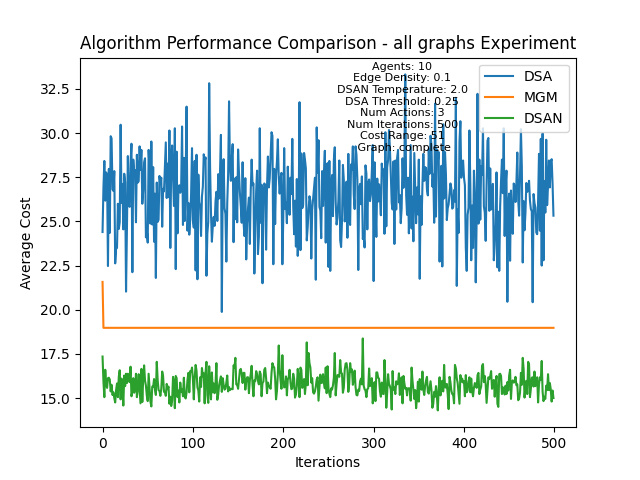 Algorithm Performance Comparison - all graphs Experiment
Agents: 10
Edge Density: 0.1
DSAN Temperature: 2.0
DSA Threshold: 0.25
Num Actions: 3
Num Iterations: 500
Cost Range: 51
Graph: complete
DSA
MGM
DSAN
Average Cost
32.5
30.0
27.5
25.0
22.5
20.0
17.5
15.0
0 100 200 300 400 500
Iterations